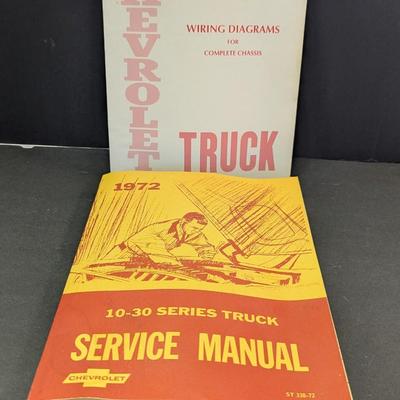 CHEVROLET
WIRING DIAGRAMS
FOR
COMPLETE CHASSIS
TRUCK
1972
10-30 SERIES TRUCK
SERVICE MANUAL
CHEVROLET
ST 330-72